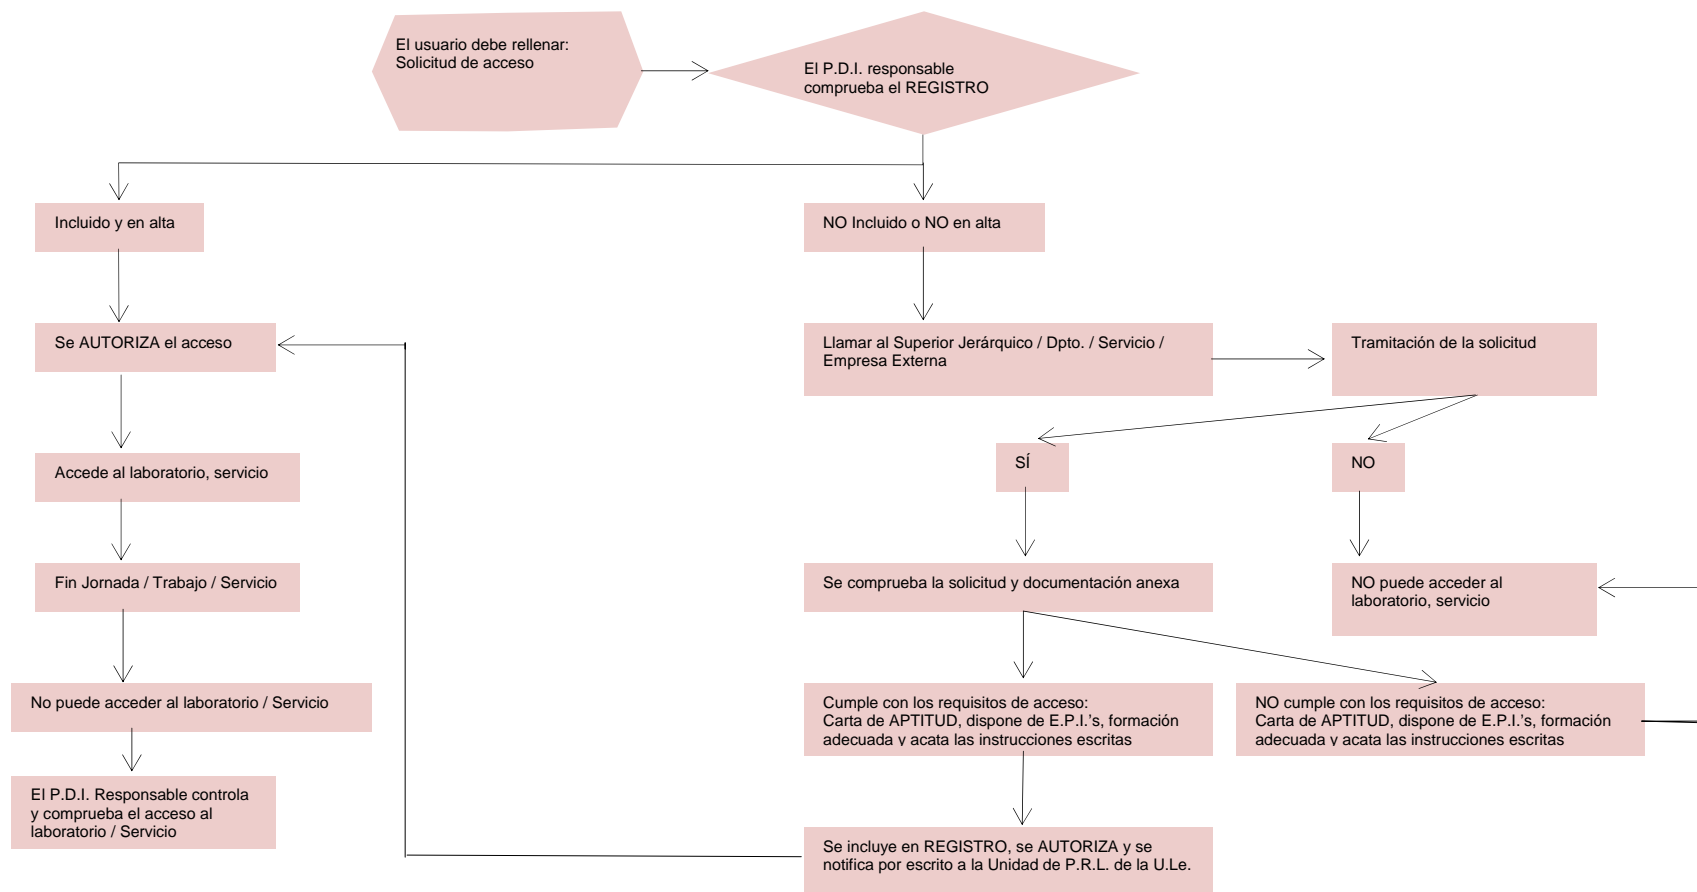 El usuario debe rellenar:
Solicitud de acceso
El P.D.I. responsable
comprueba el REGISTRO
Incluido y en alta
NO Incluido o NO en alta
Se AUTORIZA el acceso
Llamar al Superior Jerárquico / Dpto. / Servicio /
Empresa Externa
Tramitación de la solicitud
Accede al laboratorio, servicio
SÍ
NO
Fin Jornada / Trabajo / Servicio
Se comprueba la solicitud y documentación anexa
NO puede acceder al
laboratorio, servicio
No puede acceder al laboratorio / Servicio
Cumple con los requisitos de acceso:
Carta de APTITUD, dispone de E.P.I.'s, formación
adecuada y acata las instrucciones escritas
NO cumple con los requisitos de acceso:
Carta de APTITUD, dispone de E.P.I.'s, formación
adecuada y acata las instrucciones escritas
El P.D.I. Responsable controla
y comprueba el acceso al
laboratorio / Servicio
Se incluye en REGISTRO, se AUTORIZA y se
notifica por escrito a la Unidad de P.R.L. de la U.Le.